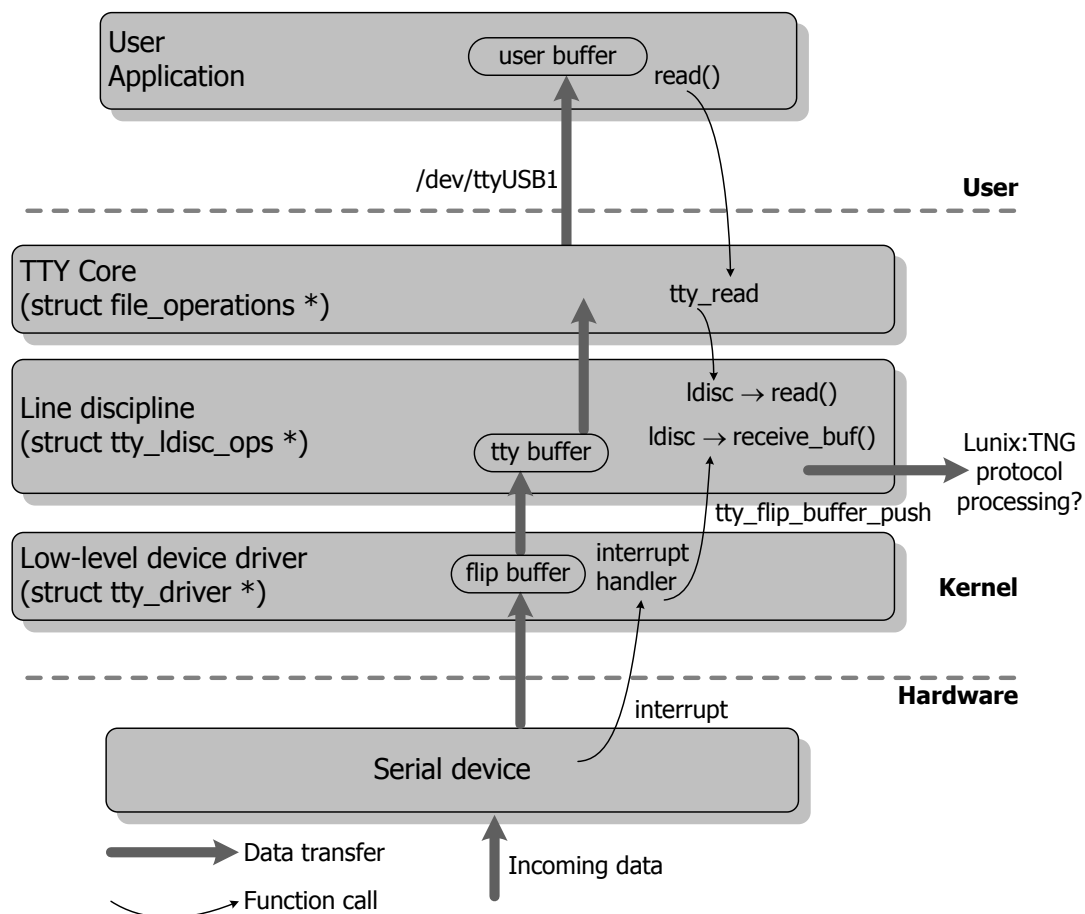 User
Application
user buffer
read()
/dev/ttyUSB1
User
TTY Core
(struct file_operations *)
tty_read
Line discipline
(struct tty_ldisc_ops *)
ldisc → read()
ldisc → receive_buf()
tty buffer
Lunix:TNG
protocol
processing?
tty_flip_buffer_push
Low-level device driver
(struct tty_driver *)
flip buffer
interrupt
handler
Kernel
Hardware
interrupt
Serial device
Data transfer
Incoming data
Function call